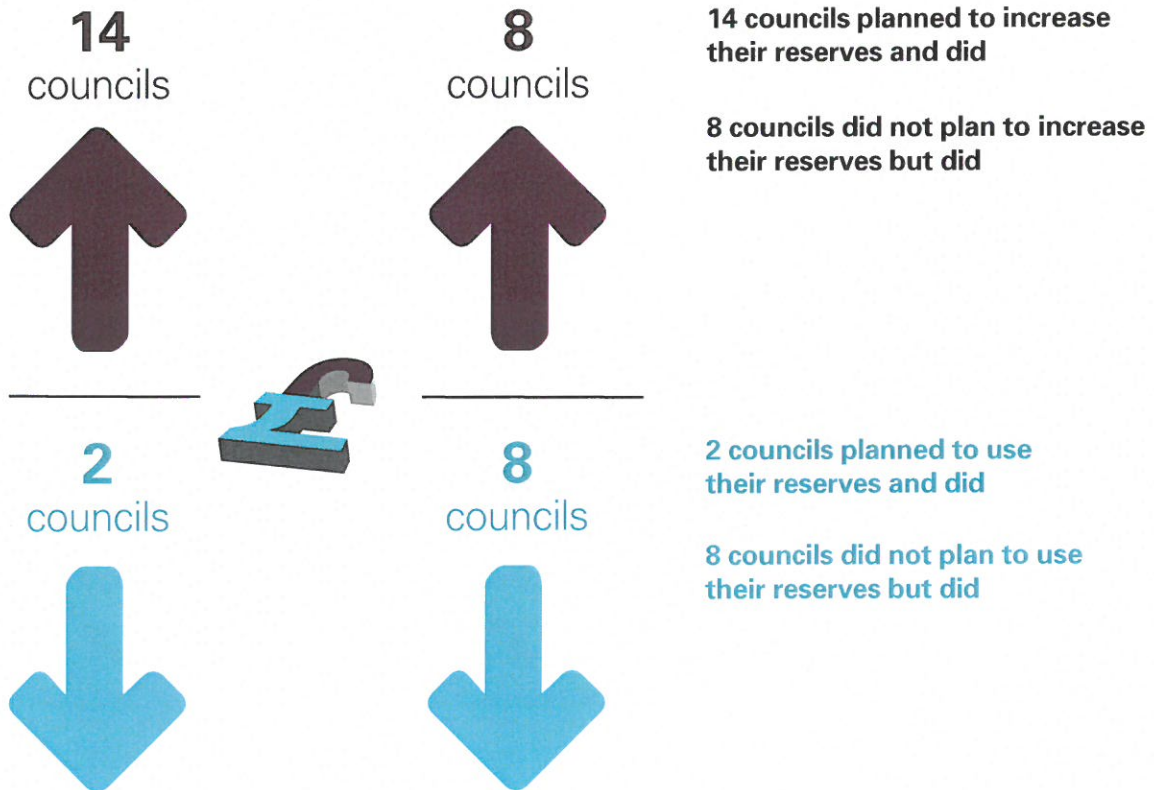 14
councils
8
councils
14 councils planned to increase
their reserves and did
8 councils did not plan to increase
their reserves but did
£
2
councils
8
councils
2 councils planned to use
their reserves and did
8 councils did not plan to use
their reserves but did